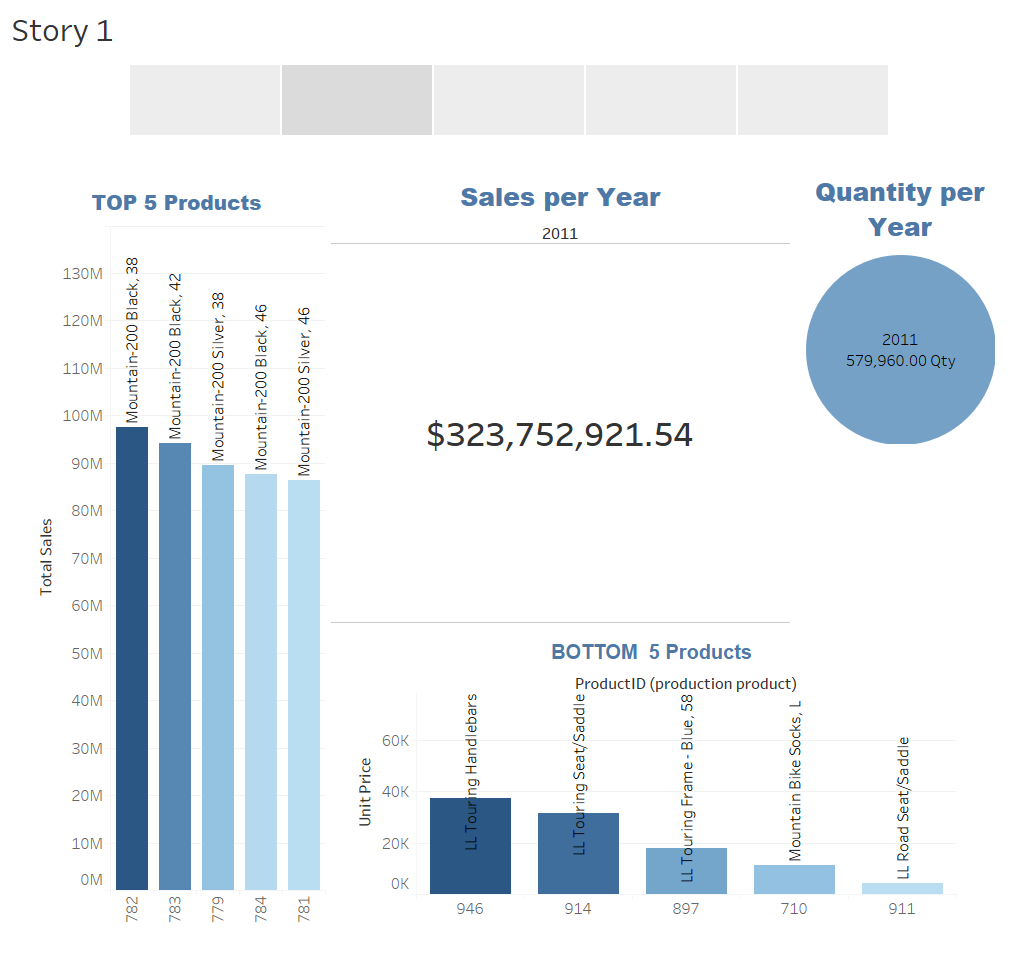 Story 1
TOP 5 Products
Total Sales
130M
120M
110M
100M
90M
80M
70M
60M
50M
40M
30M
20M
10M
0M
Mountain-200 Black, 38
Mountain-200 Black, 42
Mountain-200 Silver, 38
Mountain-200 Black, 46
Mountain-200 Silver, 46
782
783
779
784
781
Sales per Year
2011
$323,752,921.54
Quantity per
Year
2011
579,960.00 Qty
BOTTOM  5 Products
ProductID (production product)
Unit Price
60K
40K
20K
0K
LL Touring Handlebars
LL Touring Seat/Saddle
LL Touring Frame - Blue, 58
Mountain Bike Socks, L
LL Road Seat/Saddle
946
914
897
710
911